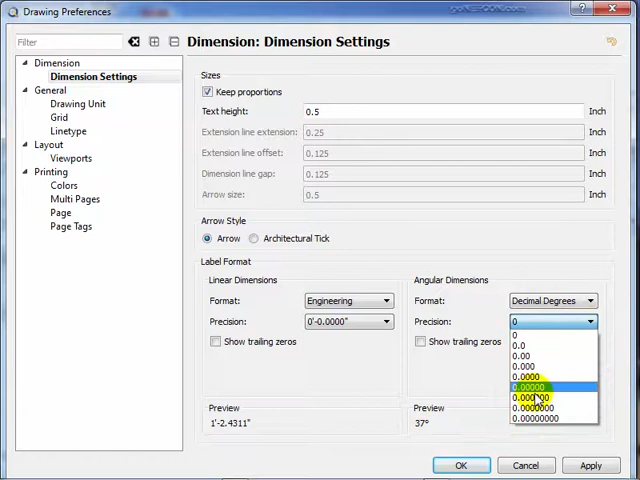 Drawing Preferences
Filter
Dimension: Dimension Settings
Dimension
Dimension Settings
General
Drawing Unit
Grid
Linetype
Layout
Viewports
Printing
Colors
Multi Pages
Page
Page Tags
Sizes
Keep proportions
Text height: 0.5 Inch
Extension line extension: 0.25 Inch
Extension line offset: 0.125 Inch
Dimension line gap: 0.125 Inch
Arrow size: 0.5 Inch
Arrow Style
Arrow Architectural Tick
Label Format
Linear Dimensions
Format: Engineering
Precision: 0'-0.0000"
Show trailing zeros
Preview
1'-2.4311"
Angular Dimensions
Format: Decimal Degrees
Precision: 0
Show trailing zeros
0
0.0
0.00
0.000
0.0000
0.00000
0.000000
0.0000000
0.00000000
Preview
37°
OK Cancel Apply